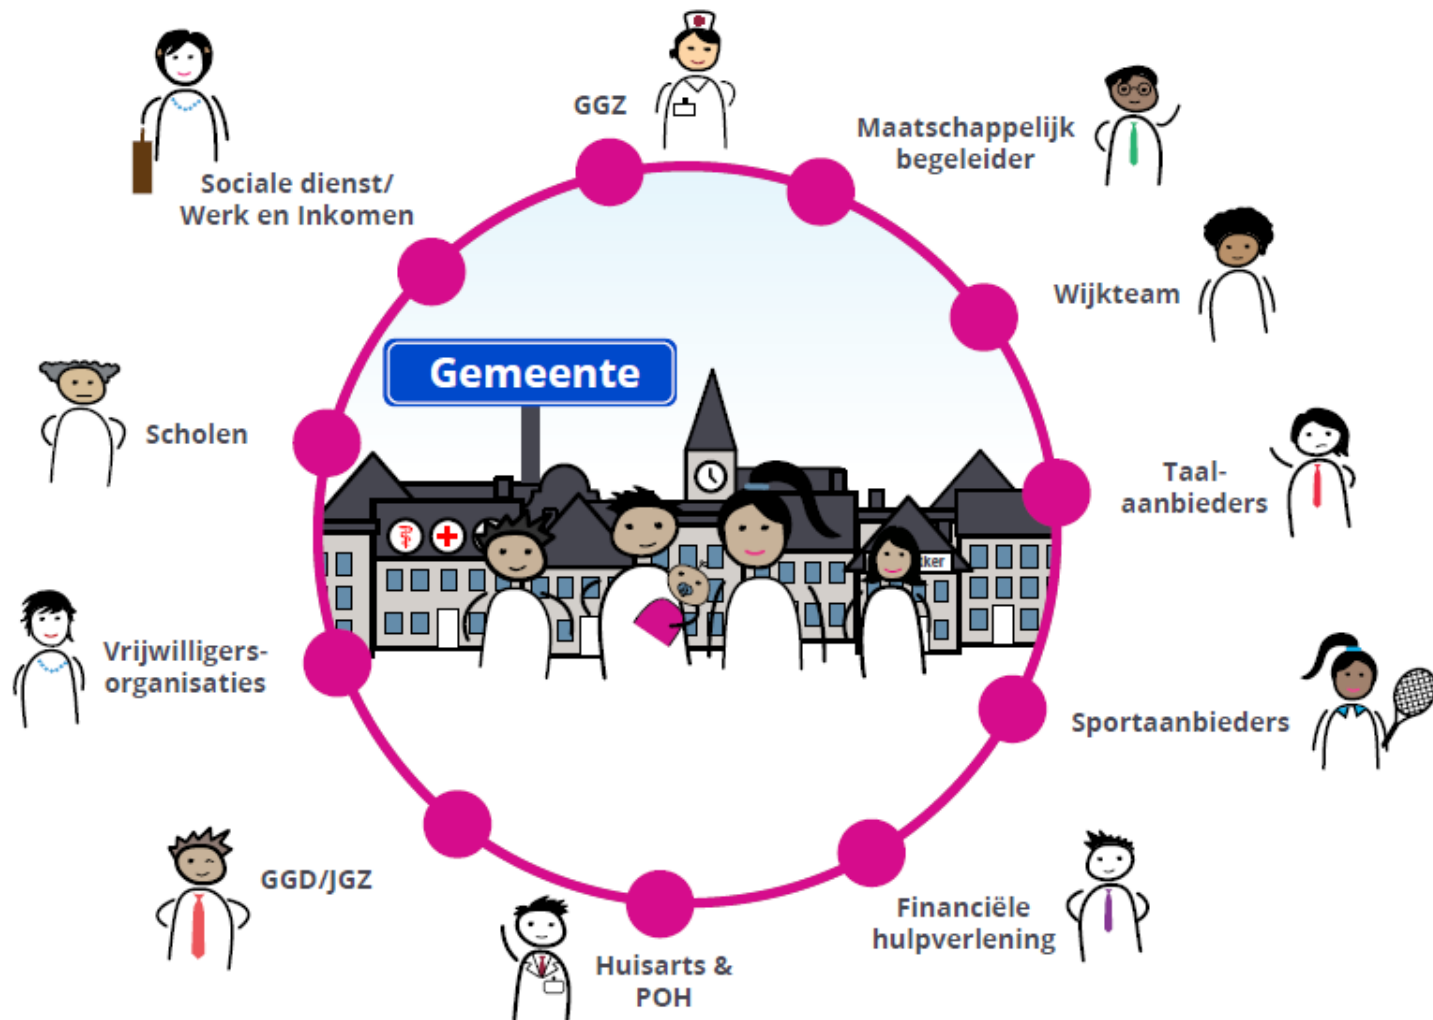 GGZ
Maatschappelijk
begeleider
Sociale dienst/
Werk en Inkomen
Wijkteam
Gemeente
Scholen
Taal-
aanbieders
kker
Vrijwilligers-
organisaties
Sportaanbieders
GGD/JGZ
Financiële
hulpverlening
Huisarts &
POH